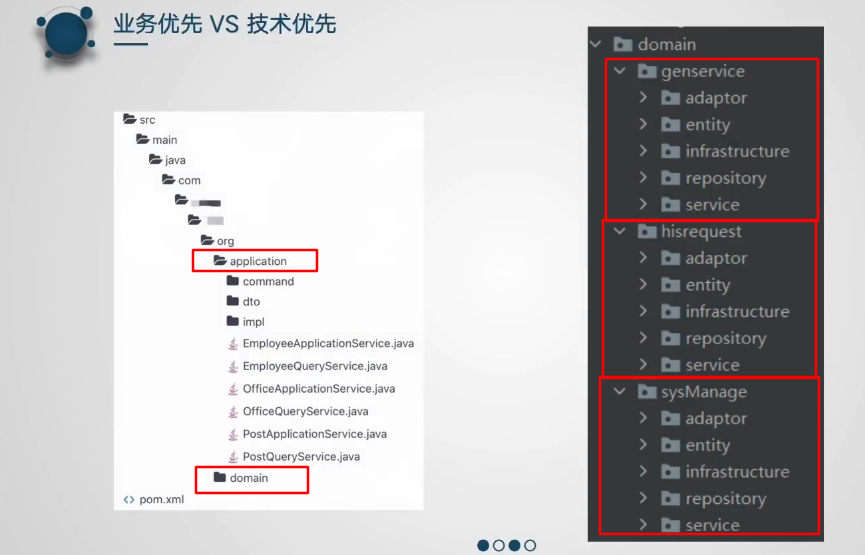 业务优先 VS 技术优先
src
main
java
com
org
application
command
dto
impl
EmployeeApplicationService.java
EmployeeQueryService.java
OfficeApplicationService.java
OfficeQueryService.java
PostApplicationService.java
PostQueryService.java
domain
<> pom.xml
domain
genservice
adaptor
entity
infrastructure
repository
service
hisrequest
adaptor
entity
infrastructure
repository
service
sysManage
adaptor
entity
infrastructure
repository
service